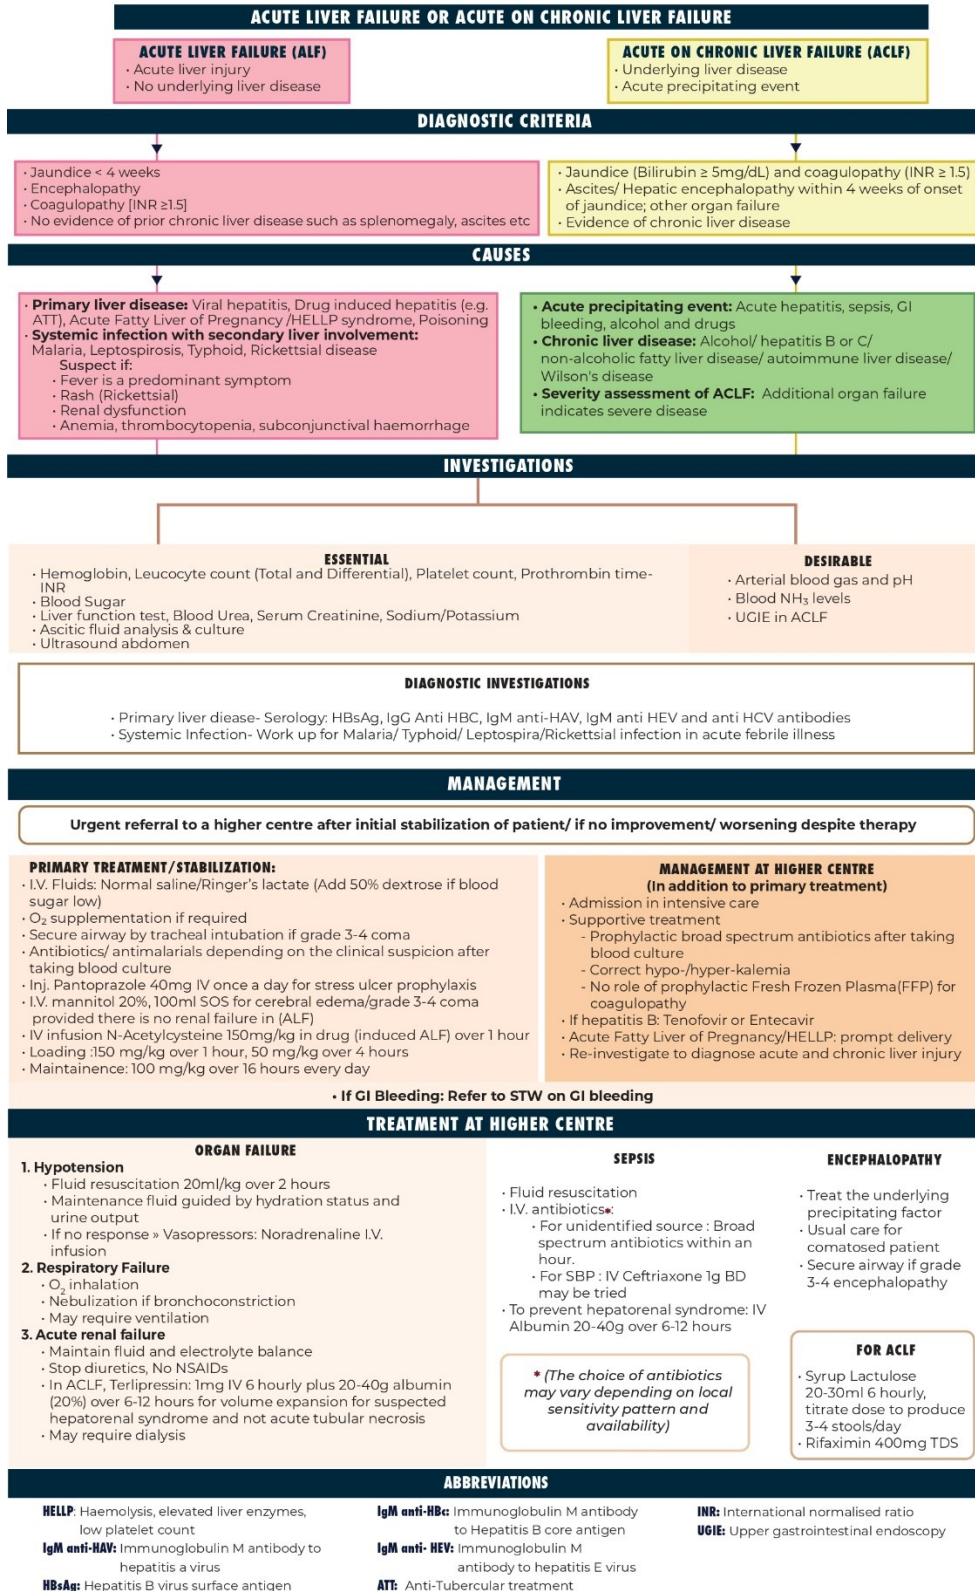 ACUTE LIVER FAILURE OR ACUTE ON CHRONIC LIVER FAILURE
ACUTE LIVER FAILURE (ALF)
• Acute liver injury
• No underlying liver disease
ACUTE ON CHRONIC LIVER FAILURE (ACLF)
• Underlying liver disease
• Acute precipitating event
DIAGNOSTIC CRITERIA
• Jaundice < 4 weeks
• Encephalopathy
• Coagulopathy [INR ≥1.5]
• No evidence of prior chronic liver disease such as splenomegaly, ascites etc
• Jaundice (Bilirubin ≥ 5mg/dL) and coagulopathy (INR ≥ 1.5)
• Ascites/ Hepatic encephalopathy within 4 weeks of onset
of jaundice; other organ failure
• Evidence of chronic liver disease
CAUSES
• Primary liver disease: Viral hepatitis, Drug induced hepatitis (e.g.
ATT), Acute Fatty Liver of Pregnancy /HELLP syndrome, Poisoning
• Systemic infection with secondary liver involvement:
Malaria, Leptospirosis, Typhoid, Rickettsial disease
Suspect if:
• Fever is a predominant symptom
• Rash (Rickettsial)
• Renal dysfunction
• Anemia, thrombocytopenia, subconjunctival haemorrhage
• Acute precipitating event: Acute hepatitis, sepsis, GI
bleeding, alcohol and drugs
• Chronic liver disease: Alcohol/ hepatitis B or C/
non-alcoholic fatty liver disease/ autoimmune liver disease/
Wilson's disease
• Severity assessment of ACLF: Additional organ failure
indicates severe disease
INVESTIGATIONS
ESSENTIAL
• Hemoglobin, Leucocyte count (Total and Differential), Platelet count, Prothrombin time-
INR
• Blood Sugar
• Liver function test, Blood Urea, Serum Creatinine, Sodium/Potassium
• Ascitic fluid analysis & culture
• Ultrasound abdomen
DESIRABLE
• Arterial blood gas and pH
• Blood NH₃ levels
• UGIE in ACLF
DIAGNOSTIC INVESTIGATIONS
• Primary liver diease- Serology: HBsAg, IgG Anti HBC, IgM anti-HAV, IgM anti HEV and anti HCV antibodies
• Systemic Infection- Work up for Malaria/ Typhoid/ Leptospira/Rickettsial infection in acute febrile illness
MANAGEMENT
Urgent referral to a higher centre after initial stabilization of patient/ if no improvement/ worsening despite therapy
PRIMARY TREATMENT/STABILIZATION:
• I.V. Fluids: Normal saline/Ringer's lactate (Add 50% dextrose if blood
sugar low)
• O₂ supplementation if required
• Secure airway by tracheal intubation if grade 3-4 coma
• Antibiotics/ antimalarials depending on the clinical suspicion after
taking blood culture
• Inj. Pantoprazole 40mg IV once a day for stress ulcer prophylaxis
• I.V. mannitol 20%, 100ml SOS for cerebral edema/grade 3-4 coma
provided there is no renal failure in (ALF)
• IV infusion N-Acetylcysteine 150mg/kg in drug (induced ALF) over 1 hour
• Loading :150 mg/kg over 1 hour, 50 mg/kg over 4 hours
• Maintainence: 100 mg/kg over 16 hours every day
MANAGEMENT AT HIGHER CENTRE
(In addition to primary treatment)
• Admission in intensive care
• Supportive treatment
- Prophylactic broad spectrum antibiotics after taking
blood culture
- Correct hypo-/hyper-kalemia
- No role of prophylactic Fresh Frozen Plasma(FFP) for
coagulopathy
• If hepatitis B: Tenofovir or Entecavir
• Acute Fatty Liver of Pregnancy/HELLP: prompt delivery
• Re-investigate to diagnose acute and chronic liver injury
• If GI Bleeding: Refer to STW on GI bleeding
TREATMENT AT HIGHER CENTRE
ORGAN FAILURE
1. Hypotension
• Fluid resuscitation 20ml/kg over 2 hours
• Maintenance fluid guided by hydration status and
urine output
• If no response » Vasopressors: Noradrenaline I.V.
infusion
2. Respiratory Failure
• O₂ inhalation
• Nebulization if bronchoconstriction
• May require ventilation
3. Acute renal failure
• Maintain fluid and electrolyte balance
• Stop diuretics, No NSAIDs
• In ACLF, Terlipressin: 1mg IV 6 hourly plus 20-40g albumin
(20%) over 6-12 hours for volume expansion for suspected
hepatorenal syndrome and not acute tubular necrosis
• May require dialysis
SEPSIS
• Fluid resuscitation
• I.V. antibiotics*:
• For unidentified source : Broad
spectrum antibiotics within an
hour.
• For SBP : IV Ceftriaxone 1g BD
may be tried
• To prevent hepatorenal syndrome: IV
Albumin 20-40g over 6-12 hours
* (The choice of antibiotics
may vary depending on local
sensitivity pattern and
availability)
ENCEPHALOPATHY
• Treat the underlying
precipitating factor
• Usual care for
comatosed patient
• Secure airway if grade
3-4 encephalopathy
FOR ACLF
• Syrup Lactulose
20-30ml 6 hourly,
titrate dose to produce
3-4 stools/day
• Rifaximin 400mg TDS
ABBREVIATIONS
HELLP: Haemolysis, elevated liver enzymes,
low platelet count
IgM anti-HAV: Immunoglobulin M antibody to
hepatitis a virus
HBsAg: Hepatitis B virus surface antigen
IgM anti-HBc: Immunoglobulin M antibody
to Hepatitis B core antigen
IgM anti- HEV: Immunoglobulin M
antibody to hepatitis E virus
ATT: Anti-Tubercular treatment
INR: International normalised ratio
UGIE: Upper gastrointestinal endoscopy